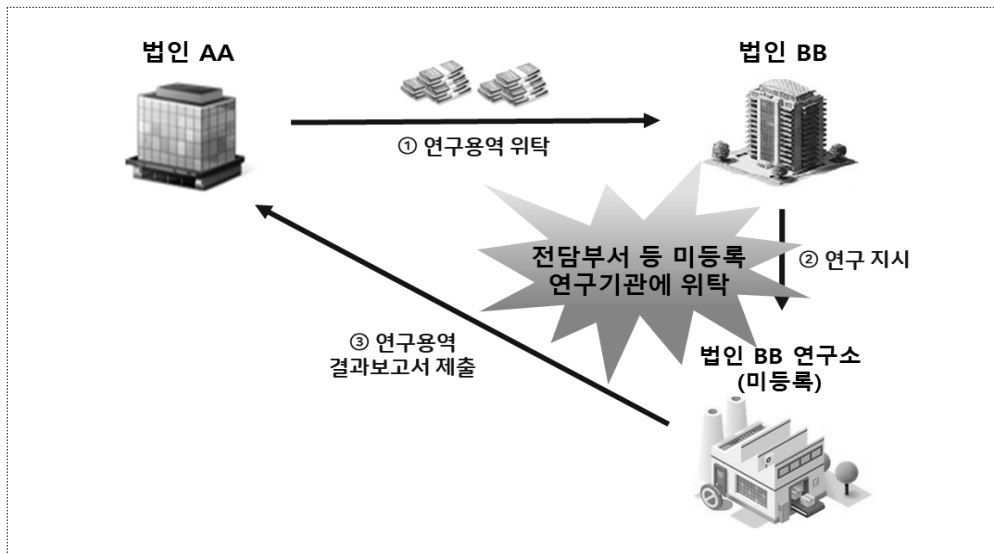 법인 AA
법인 BB
① 연구용역 위탁
전담부서 등 미등록
연구기관에 위탁
② 연구 지시
③ 연구용역
결과보고서 제출
법인 BB 연구소
(미등록)